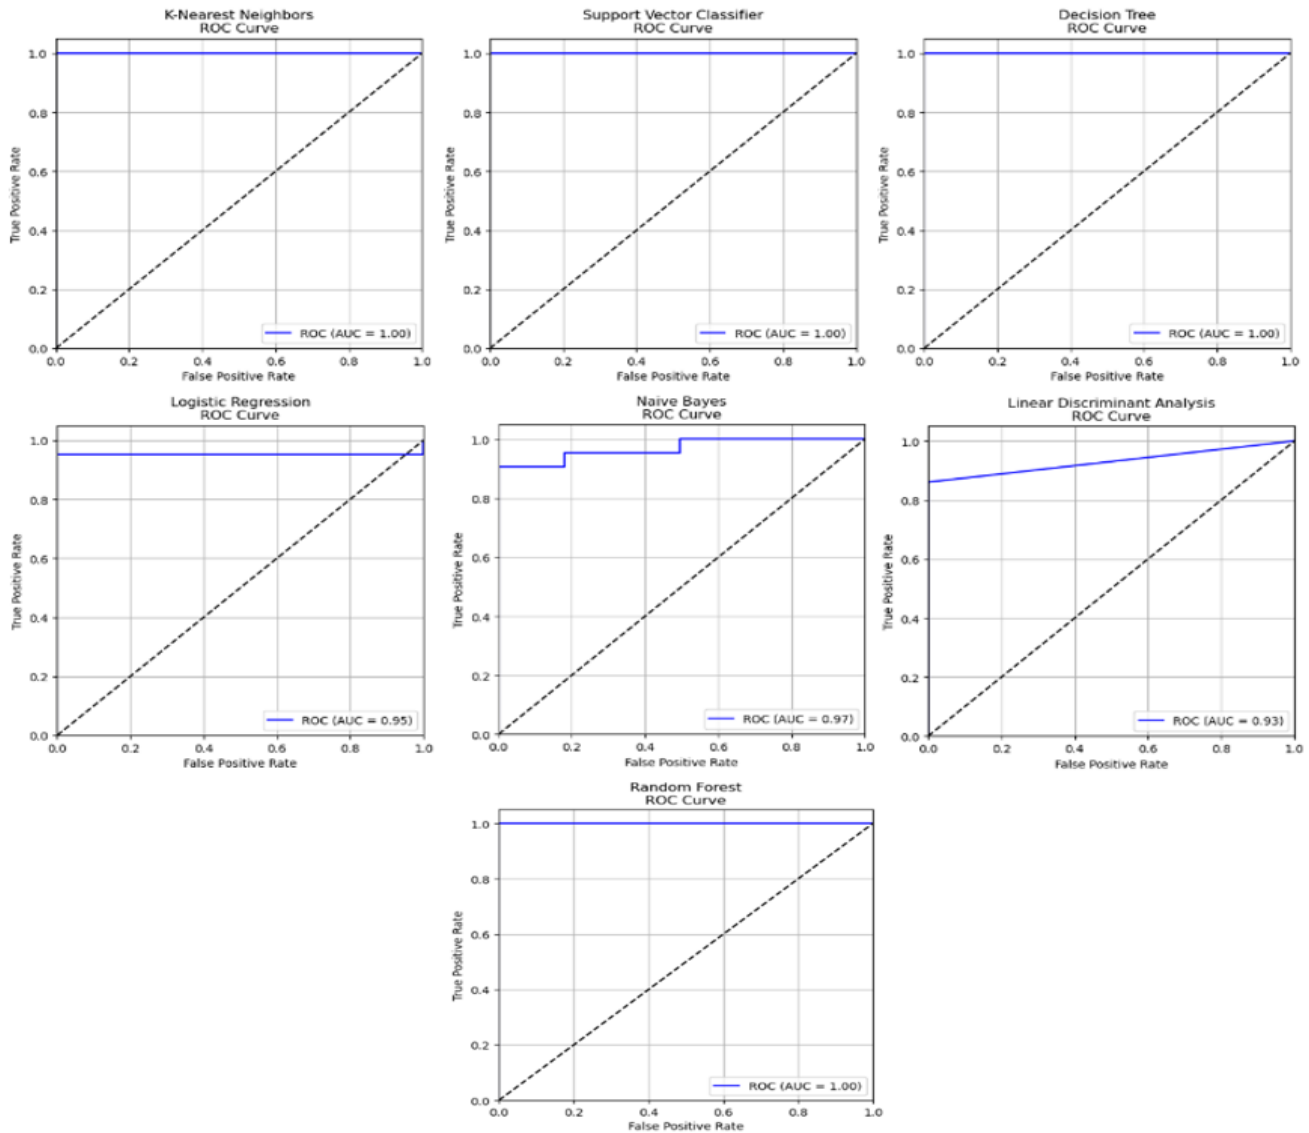 K-Nearest Neighbors
ROC Curve
1.0
0.8
0.6
0.4
0.2
0.0
True Positive Rate
ROC (AUC = 1.00)
0.0 0.2 0.4 0.6 0.8 1.0
False Positive Rate
Support Vector Classifier
ROC Curve
1.0
0.8
0.6
0.4
0.2
0.0
True Positive Rate
ROC (AUC = 1.00)
0.0 0.2 0.4 0.6 0.8 1.0
False Positive Rate
Decision Tree
ROC Curve
1.0
0.8
0.6
0.4
0.2
0.0
True Positive Rate
ROC (AUC = 1.00)
0.0 0.2 0.4 0.6 0.8 1.0
False Positive Rate
Logistic Regression
ROC Curve
1.0
0.8
0.6
0.4
0.2
0.0
True Positive Rate
ROC (AUC = 0.95)
0.0 0.2 0.4 0.6 0.8 1.0
False Positive Rate
Naive Bayes
ROC Curve
1.0
0.8
0.6
0.4
0.2
0.0
True Positive Rate
ROC (AUC = 0.97)
0.0 0.2 0.4 0.6 0.8 1.0
False Positive Rate
Linear Discriminant Analysis
ROC Curve
1.0
0.8
0.6
0.4
0.2
0.0
True Positive Rate
ROC (AUC = 0.93)
0.0 0.2 0.4 0.6 0.8 1.0
False Positive Rate
Random Forest
ROC Curve
1.0
0.8
0.6
0.4
0.2
0.0
True Positive Rate
ROC (AUC = 1.00)
0.0 0.2 0.4 0.6 0.8 1.0
False Positive Rate